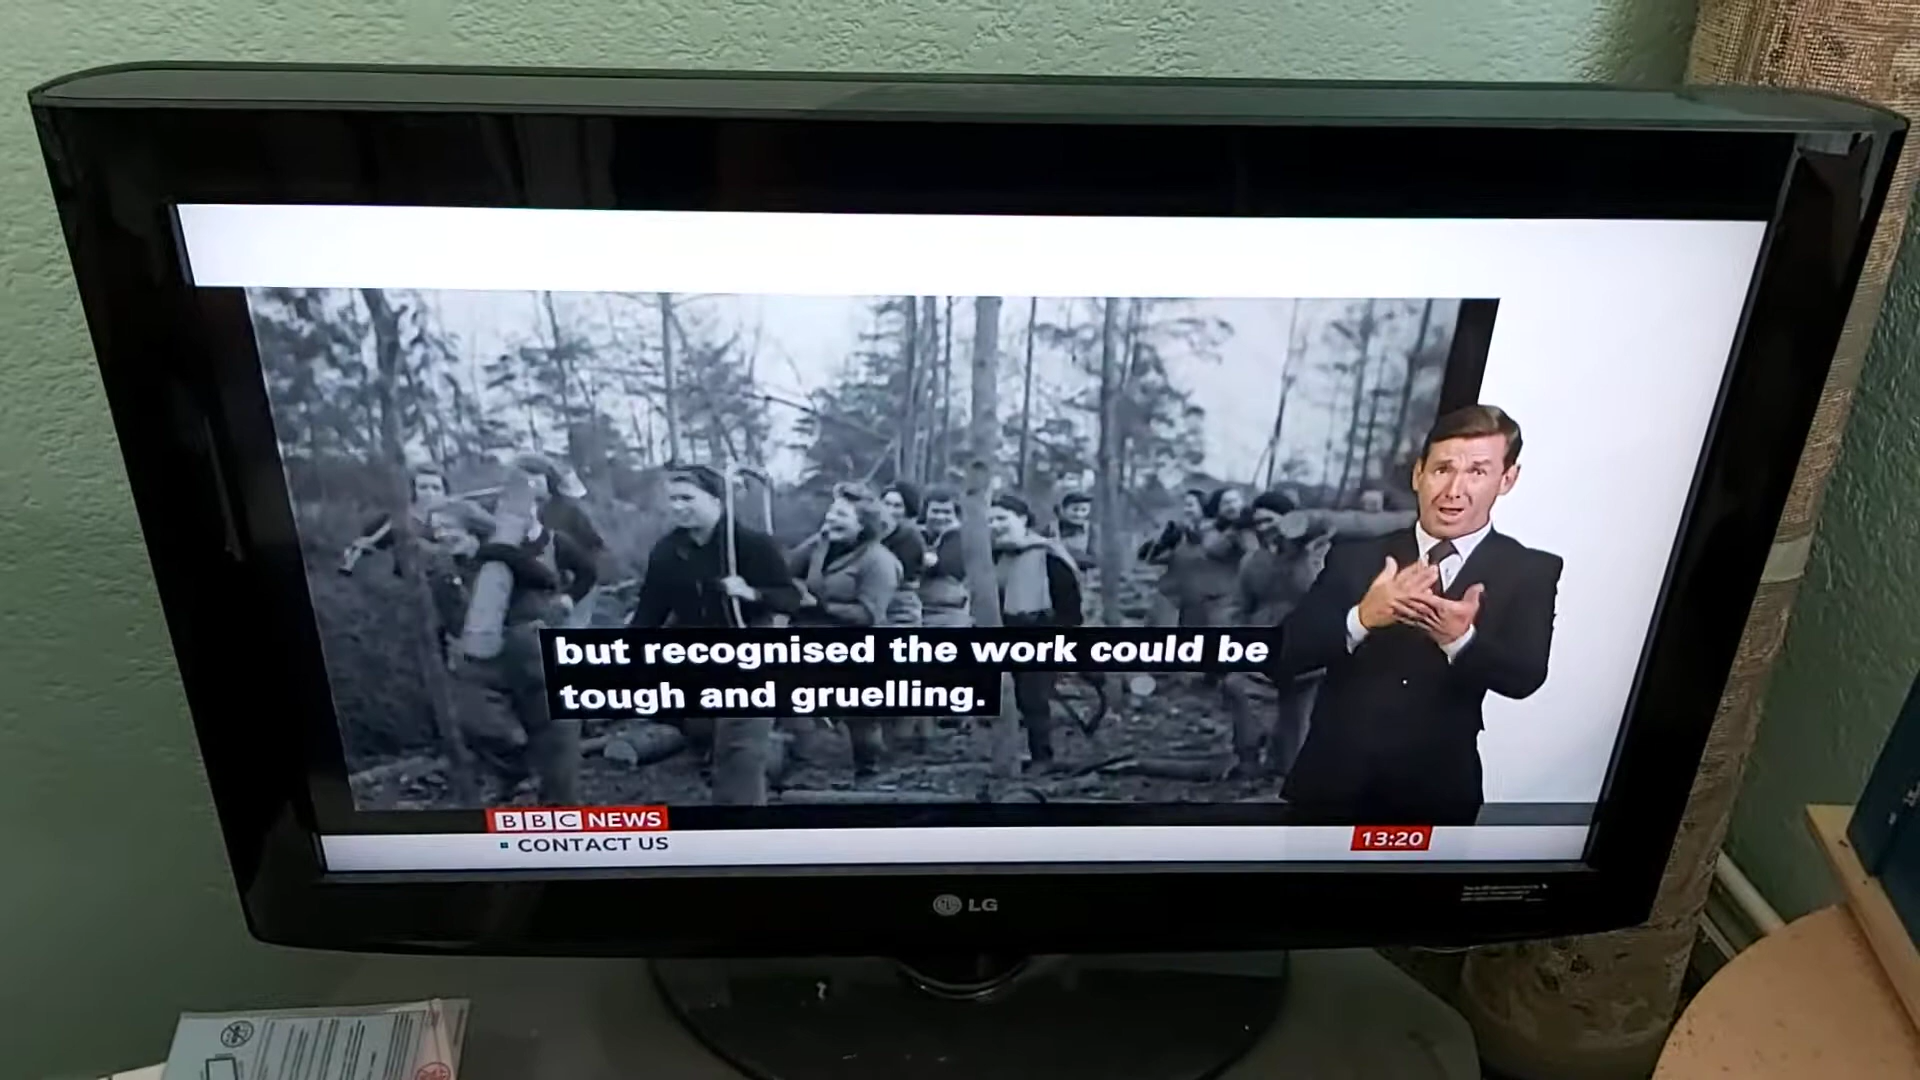 but recognised the work could be
tough and gruelling.
BBC NEWS
CONTACT US
13:20
LG